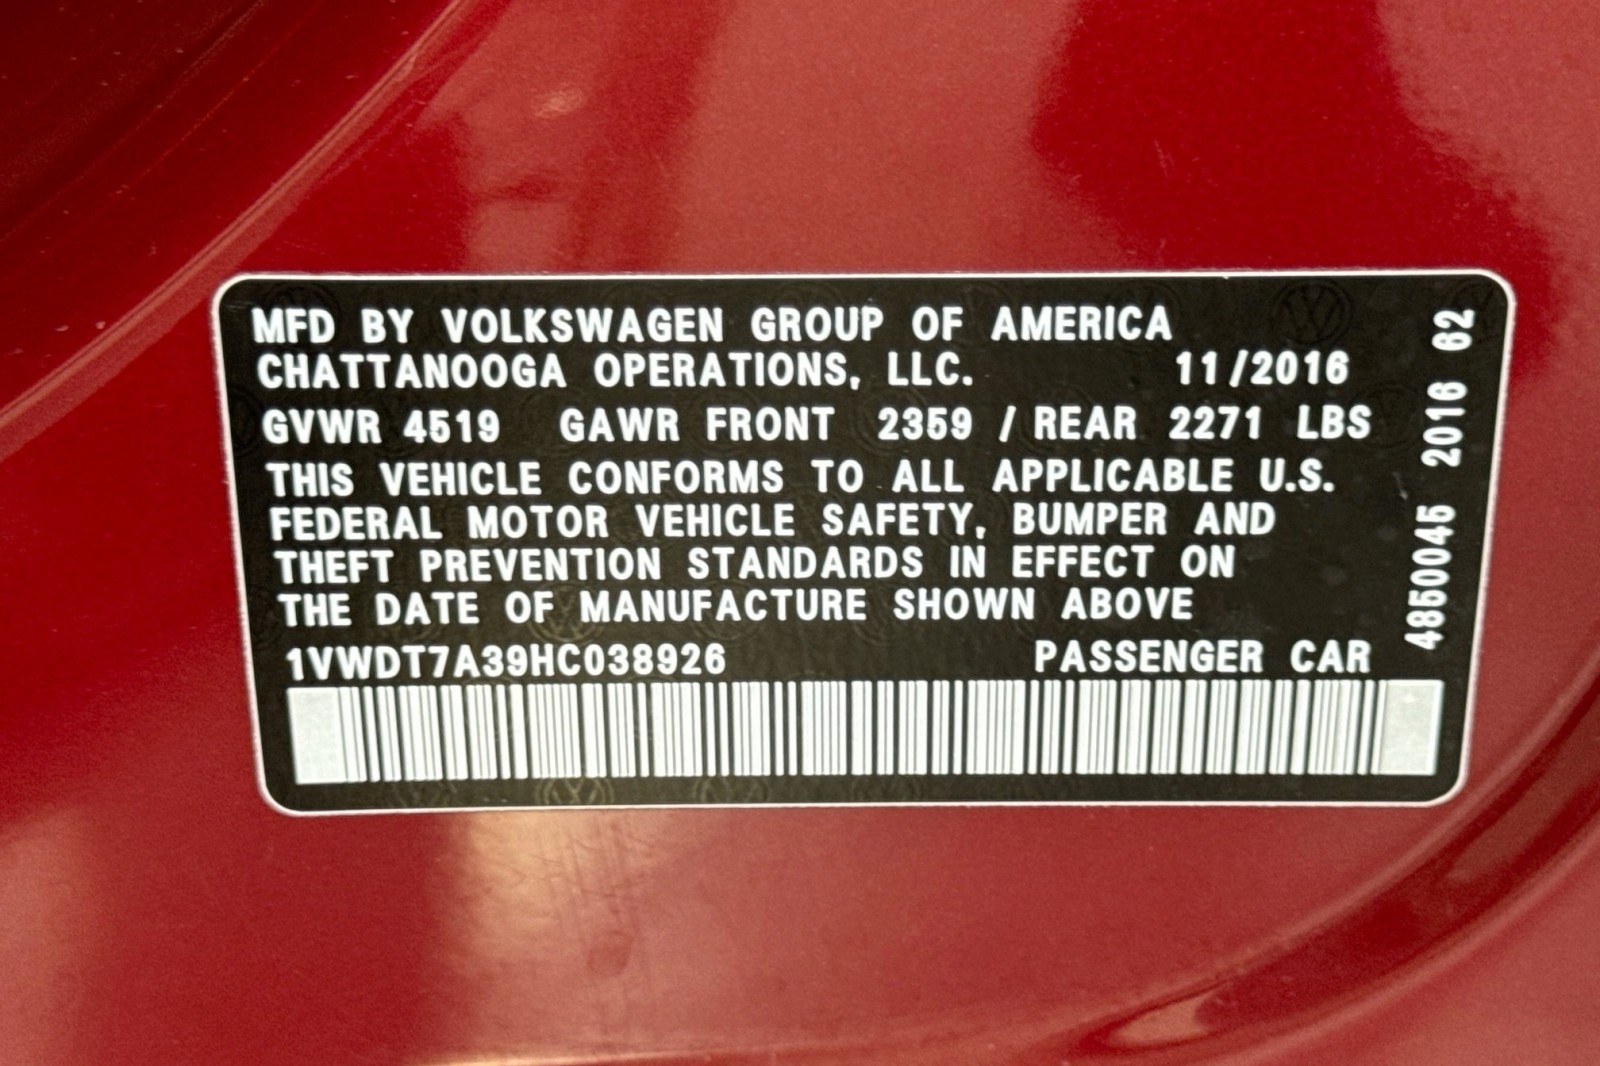 MFD BY VOLKSWAGEN GROUP OF AMERICA
CHATTANOOGA OPERATIONS, LLC. 11/2016
GVWR 4519 GAWR FRONT 2359 / REAR 2271 LBS
THIS VEHICLE CONFORMS TO ALL APPLICABLE U.S.
FEDERAL MOTOR VEHICLE SAFETY, BUMPER AND
THEFT PREVENTION STANDARDS IN EFFECT ON
THE DATE OF MANUFACTURE SHOWN ABOVE
1VWDT7A39HC038926 PASSENGER CAR
4850045 2016 62